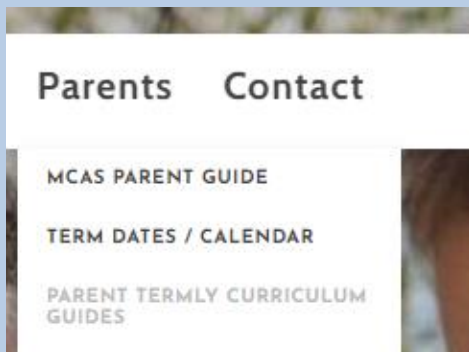 Parents Contact
MCAS PARENT GUIDE
TERM DATES / CALENDAR
PARENT TERMLY CURRICULUM
GUIDES